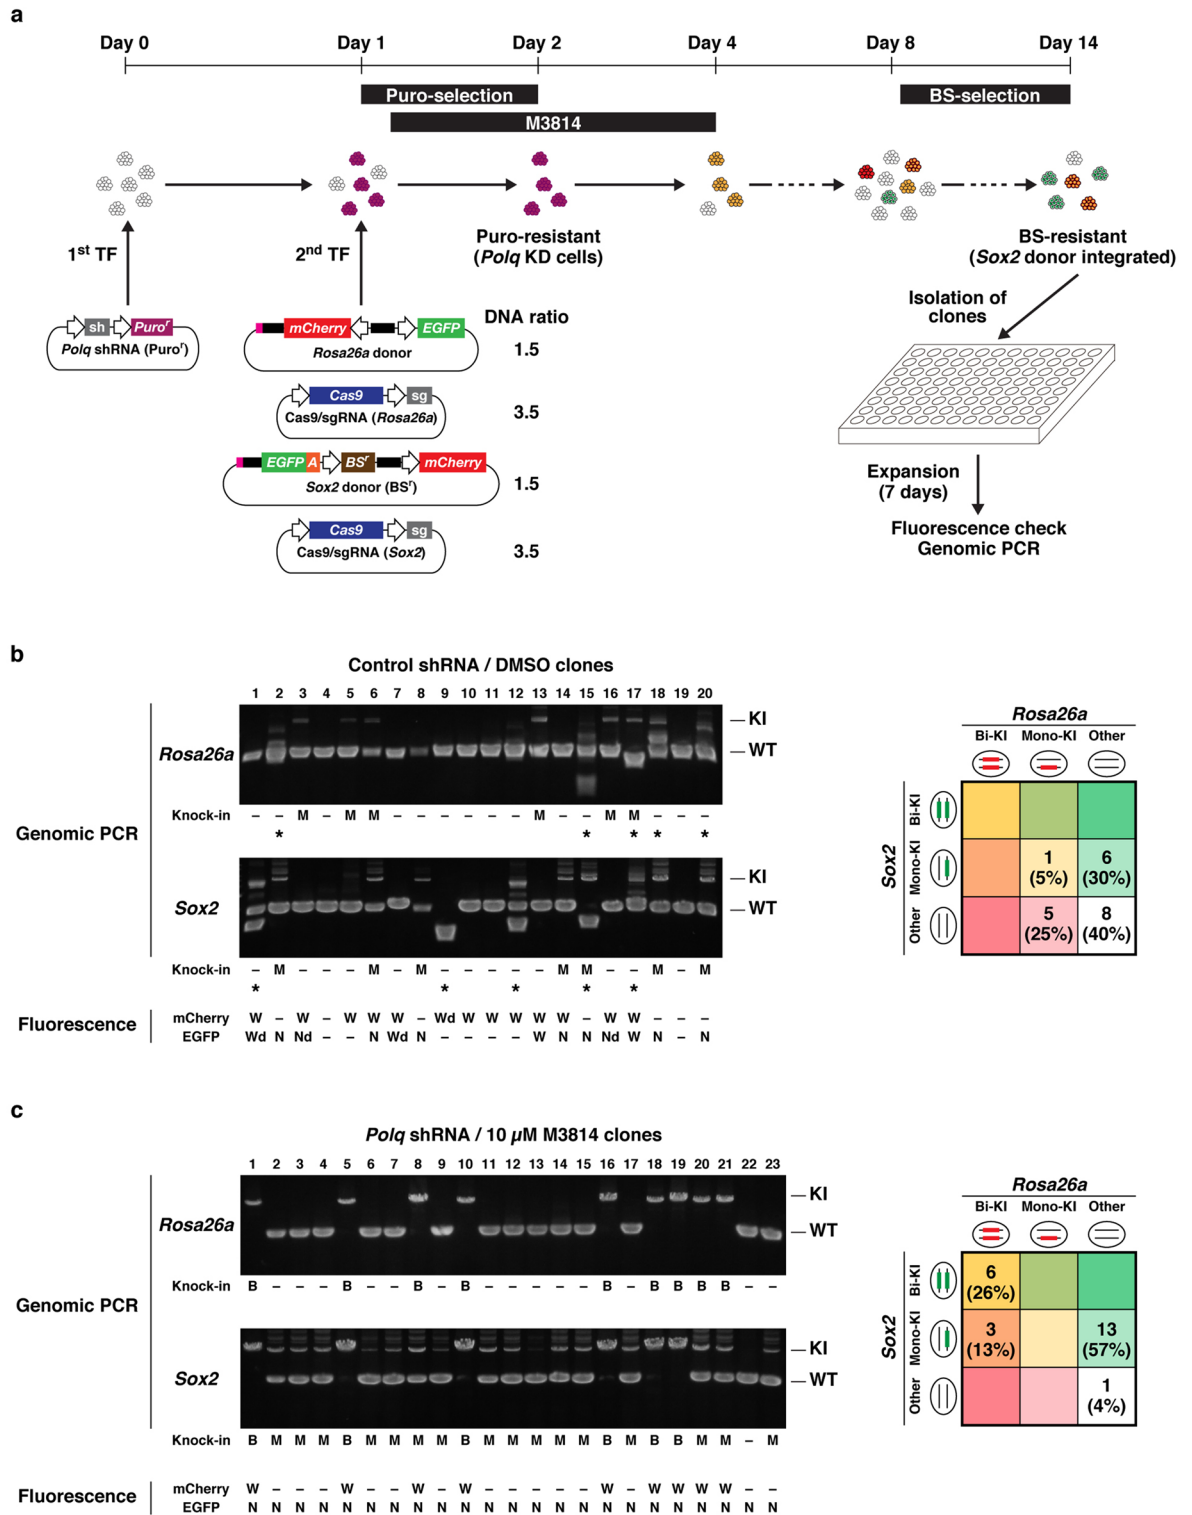 a
Day 0 Day 1 Day 2 Day 4 Day 8 Day 14
Puro-selection BS-selection
M3814
1st TF 2nd TF Puro-resistant BS-resistant
(Polq KD cells) (Sox2 donor integrated)
sh Puror
Polq shRNA (Puror)
DNA ratio
mCherry EGFP
Rosa26a donor 1.5
Cas9 sg
Cas9/sgRNA (Rosa26a) 3.5
EGFP A BSr mCherry
Sox2 donor (BSr) 1.5
Cas9 sg
Cas9/sgRNA (Sox2) 3.5
Isolation of
clones
Expansion
(7 days)
Fluorescence check
Genomic PCR
b
Control shRNA / DMSO clones
1 2 3 4 5 6 7 8 9 10 11 12 13 14 15 16 17 18 19 20
Genomic PCR
Rosa26a KI
WT
Knock-in – – M – M M – – – – – – M – – M M – – –
* * * * *
Sox2 KI
WT
Knock-in – M – – – M – M – – – – – M M – – M – M
* * * * *
Fluorescence
mCherry W – W – W W W – Wd W W W W W – W W – – –
EGFP Wd N Nd – – N Wd N – – – – W N N Nd W N – N
Rosa26a
Bi-KI Mono-KI Other
Sox2
Bi-KI
Mono-KI 1 (5%) 6 (30%)
Other 5 (25%) 8 (40%)
c
Polq shRNA / 10 µM M3814 clones
1 2 3 4 5 6 7 8 9 10 11 12 13 14 15 16 17 18 19 20 21 22 23
Genomic PCR
Rosa26a KI
WT
Knock-in B – – – B – – B – B – – – – – B – B B B B – –
Sox2 KI
WT
Knock-in B M M M B M M M M B M M M M M B M B B M M – M
Fluorescence
mCherry W – – – W – – W – W – – – – – W – W W W W – –
EGFP N N N N N N N N N N N N N N N N N N N N N N N
Rosa26a
Bi-KI Mono-KI Other
Sox2
Bi-KI 6 (26%)
Mono-KI 3 (13%) 13 (57%)
Other 1 (4%)